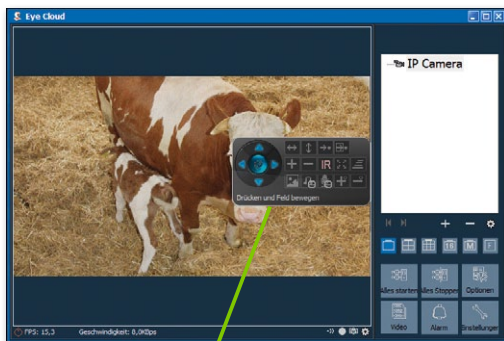 Eye Cloud
IP Camera
IR
Drücken und Feld bewegen
M
F
Alles starten
Alles Stoppen
Optionen
Video
Alarm
Einstellungen
FPS: 15,3
Geschwindigkeit: 8,0KBps